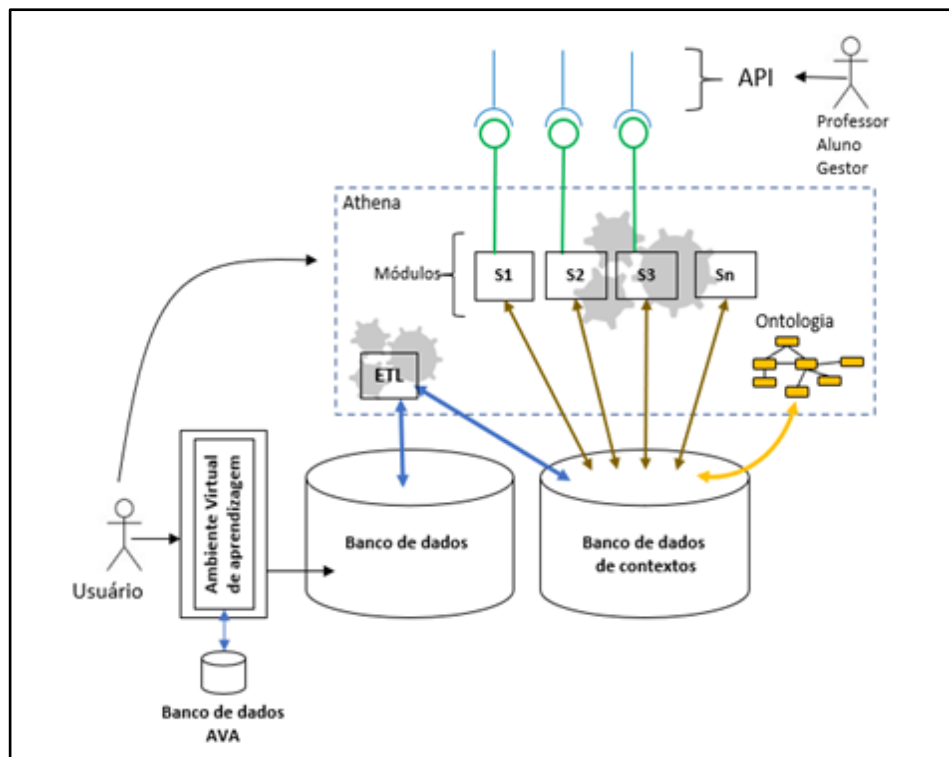 API
Professor
Aluno
Gestor
Athena
Módulos
S1
S2
S3
Sn
Ontologia
ETL
Ambiente Virtual
de aprendizagem
Banco de dados
Banco de dados
de contextos
Usuário
Banco de dados
AVA